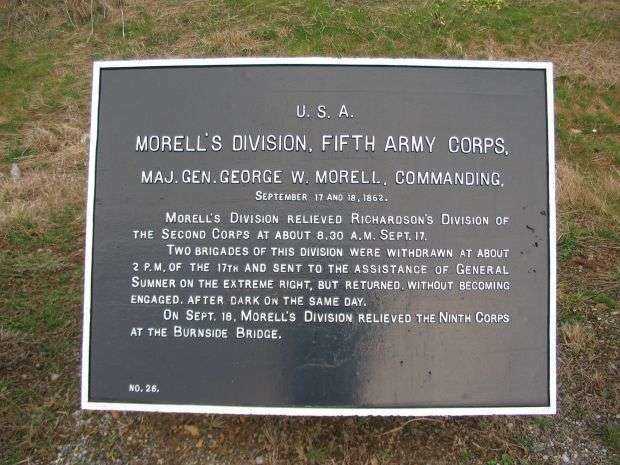 U. S. A.
MORELL'S DIVISION, FIFTH ARMY CORPS,
MAJ. GEN. GEORGE W. MORELL, COMMANDING,
SEPTEMBER 17 AND 18, 1862.
MORELL'S DIVISION RELIEVED RICHARDSON'S DIVISION OF
THE SECOND CORPS AT ABOUT 8.30 A.M. SEPT. 17.
TWO BRIGADES OF THIS DIVISION WERE WITHDRAWN AT ABOUT
2 P.M. OF THE 17TH AND SENT TO THE ASSISTANCE OF GENERAL
SUMNER ON THE EXTREME RIGHT, BUT RETURNED, WITHOUT BECOMING
ENGAGED, AFTER DARK ON THE SAME DAY.
ON SEPT. 18, MORELL'S DIVISION RELIEVED THE NINTH CORPS
AT THE BURNSIDE BRIDGE.
NO. 26.